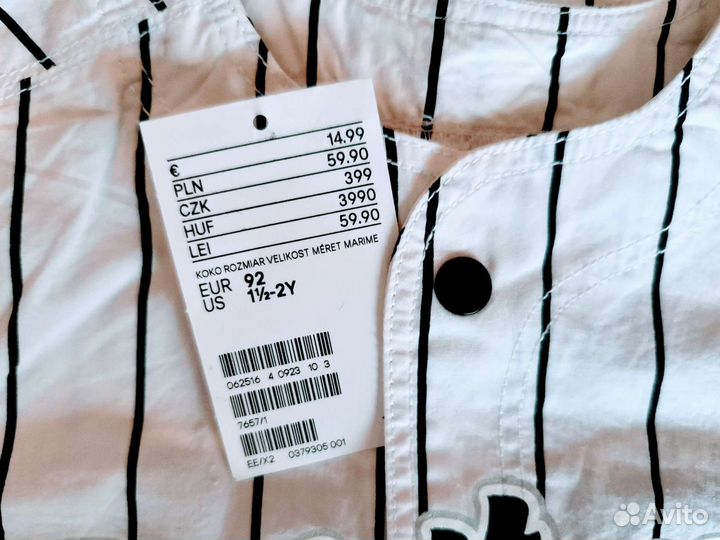 € 14.99
PLN 59.90
CZK 399
HUF 3990
LEI 59.90
KOKO ROZMIAR VELIKOST MÉRET MARIME
EUR 92
US 1½-2Y
062516 4 0923 10 3
7657/1
EE/X2 0379305 001
Avito